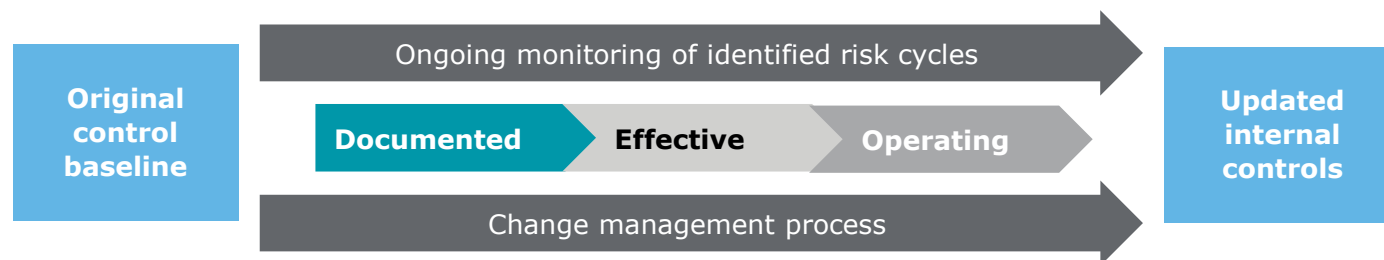 Original
control
baseline
Ongoing monitoring of identified risk cycles
Documented
Effective
Operating
Change management process
Updated
internal
controls